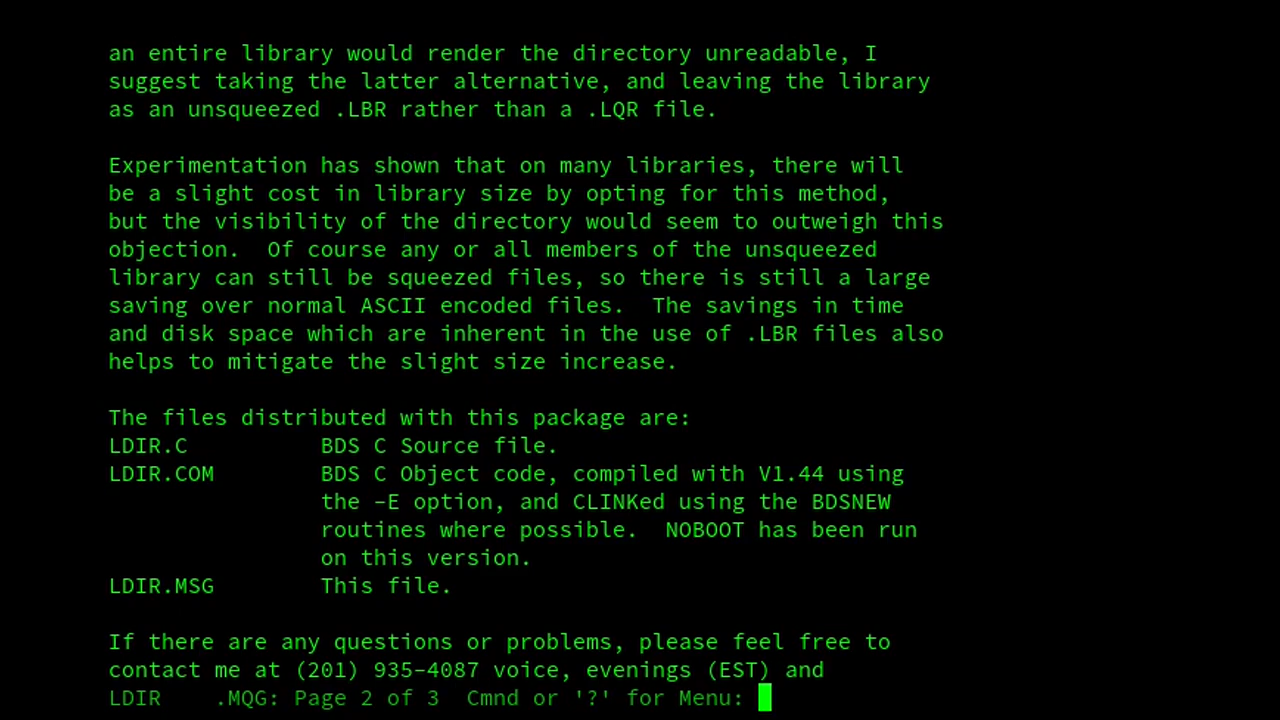 an entire library would render the directory unreadable, I
suggest taking the latter alternative, and leaving the library
as an unsqueezed .LBR rather than a .LQR file.

Experimentation has shown that on many libraries, there will
be a slight cost in library size by opting for this method,
but the visibility of the directory would seem to outweigh this
objection.  Of course any or all members of the unsqueezed
library can still be squeezed files, so there is still a large
saving over normal ASCII encoded files.  The savings in time
and disk space which are inherent in the use of .LBR files also
helps to mitigate the slight size increase.

The files distributed with this package are:
LDIR.C          BDS C Source file.
LDIR.COM        BDS C Object code, compiled with V1.44 using
                the -E option, and CLINKed using the BDSNEW
                routines where possible.  NOBOOT has been run
                on this version.
LDIR.MSG        This file.

If there are any questions or problems, please feel free to
contact me at (201) 935-4087 voice, evenings (EST) and
LDIR    .MQG: Page 2 of 3  Cmnd or '?' for Menu: